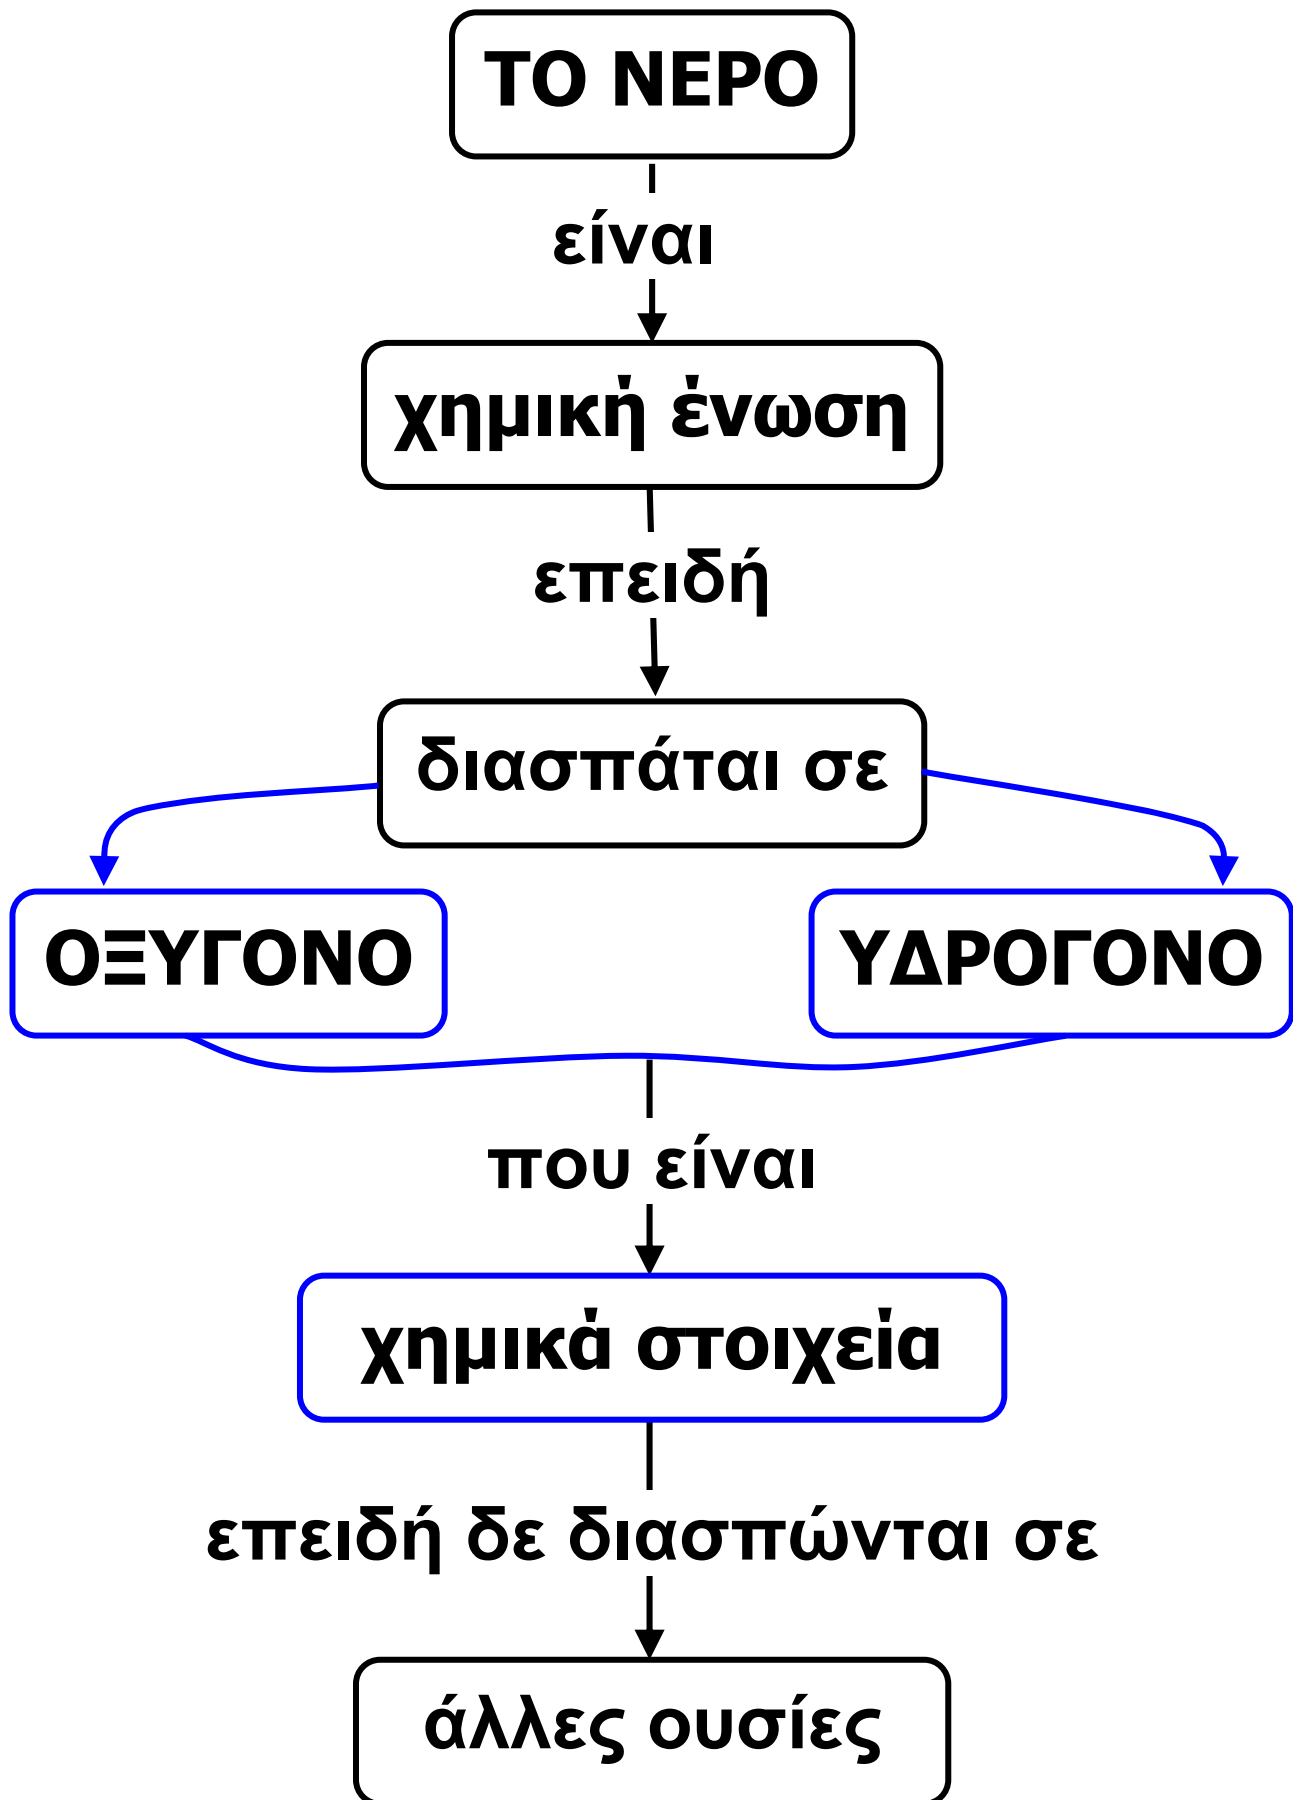 ΤΟ ΝΕΡΟ
είναι
χημική ένωση
επειδή
διασπάται σε
ΟΞΥΓΟΝΟ
ΥΔΡΟΓΟΝΟ
που είναι
χημικά στοιχεία
επειδή δε διασπώνται σε
άλλες ουσίες